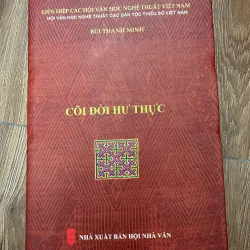 LIÊN HIỆP CÁC HỘI VĂN HỌC NGHỆ THUẬT VIỆT NAM
HỘI VĂN HỌC NGHỆ THUẬT CÁC DÂN TỘC THIỂU SỐ VIỆT NAM
BÙI THANH MINH
CÕI ĐỜI HƯ THỰC
NHÀ XUẤT BẢN HỘI NHÀ VĂN